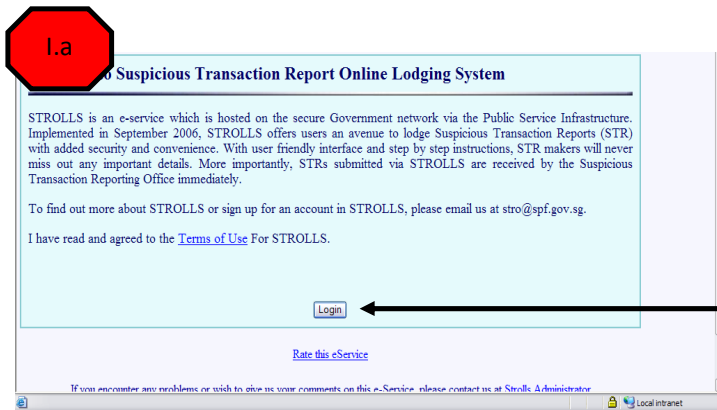 I.a
o Suspicious Transaction Report Online Lodging System
STROLLS is an e-service which is hosted on the secure Government network via the Public Service Infrastructure.
Implemented in September 2006, STROLLS offers users an avenue to lodge Suspicious Transaction Reports (STR)
with added security and convenience. With user friendly interface and step by step instructions, STR makers will never
miss out any important details. More importantly, STRs submitted via STROLLS are received by the Suspicious
Transaction Reporting Office immediately.
To find out more about STROLLS or sign up for an account in STROLLS, please email us at stro@spf.gov.sg.
I have read and agreed to the Terms of Use For STROLLS.
Login
Rate this eService
If you encounter any problems or wish to give us your comments on this e-Service, please contact us at Strolls Administrator
Local intranet